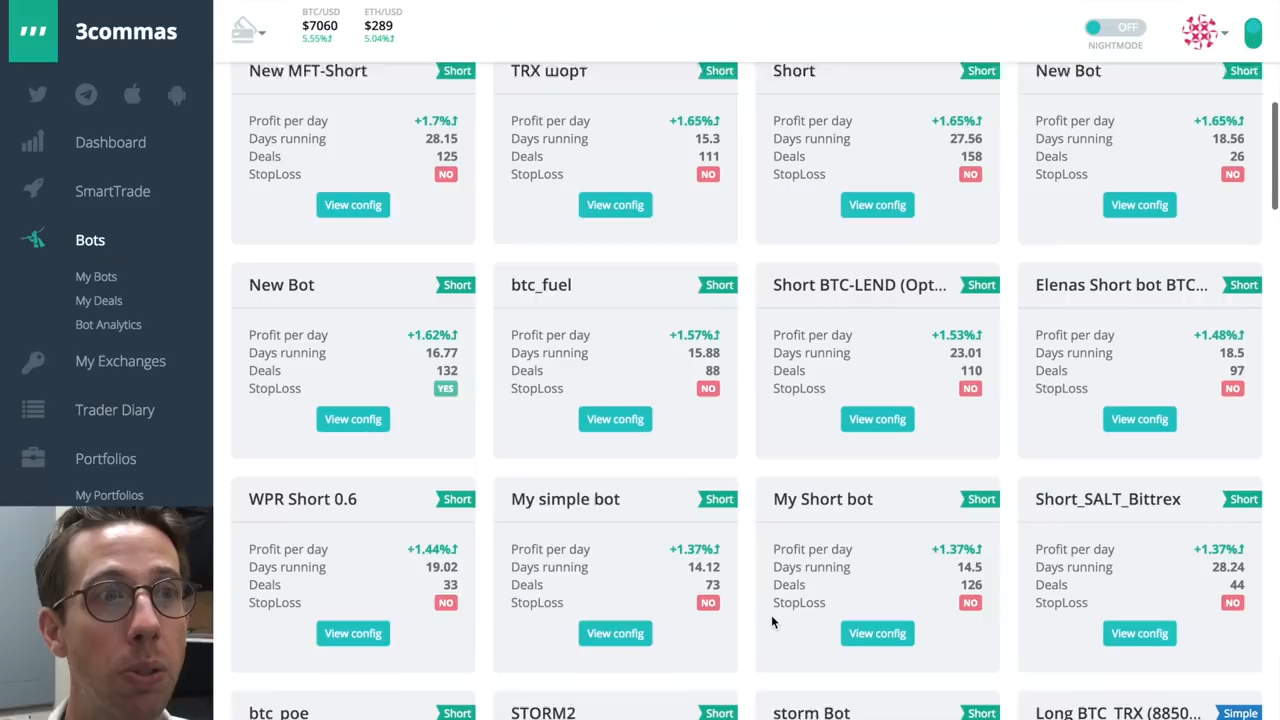 3commas
BTC/USD
$7060
5.55%
ETH/USD
$289
5.04%
OFF
NIGHTMODE
Dashboard
SmartTrade
Bots
My Bots
My Deals
Bot Analytics
My Exchanges
Trader Diary
Portfolios
My Portfolios
New MFT-Short Short
Profit per day +1.7%
Days running 28.15
Deals 125
StopLoss NO
View config
TRX шорт Short
Profit per day +1.65%
Days running 15.3
Deals 111
StopLoss NO
View config
Short Short
Profit per day +1.65%
Days running 27.56
Deals 158
StopLoss NO
View config
New Bot Short
Profit per day +1.65%
Days running 18.56
Deals 26
StopLoss NO
View config
New Bot Short
Profit per day +1.62%
Days running 16.77
Deals 132
StopLoss YES
View config
btc_fuel Short
Profit per day +1.57%
Days running 15.88
Deals 88
StopLoss NO
View config
Short BTC-LEND (Opt... Short
Profit per day +1.53%
Days running 23.01
Deals 110
StopLoss NO
View config
Elenas Short bot BTC... Short
Profit per day +1.48%
Days running 18.5
Deals 97
StopLoss NO
View config
WPR Short 0.6 Short
Profit per day +1.44%
Days running 19.02
Deals 33
StopLoss NO
View config
My simple bot Short
Profit per day +1.37%
Days running 14.12
Deals 73
StopLoss NO
View config
My Short bot Short
Profit per day +1.37%
Days running 14.5
Deals 126
StopLoss NO
View config
Short_SALT_Bittrex Short
Profit per day +1.37%
Days running 28.24
Deals 44
StopLoss NO
View config
btc_poe Short
STORM2 Short
storm Bot Short
Long BTC_TRX (8850... Simple